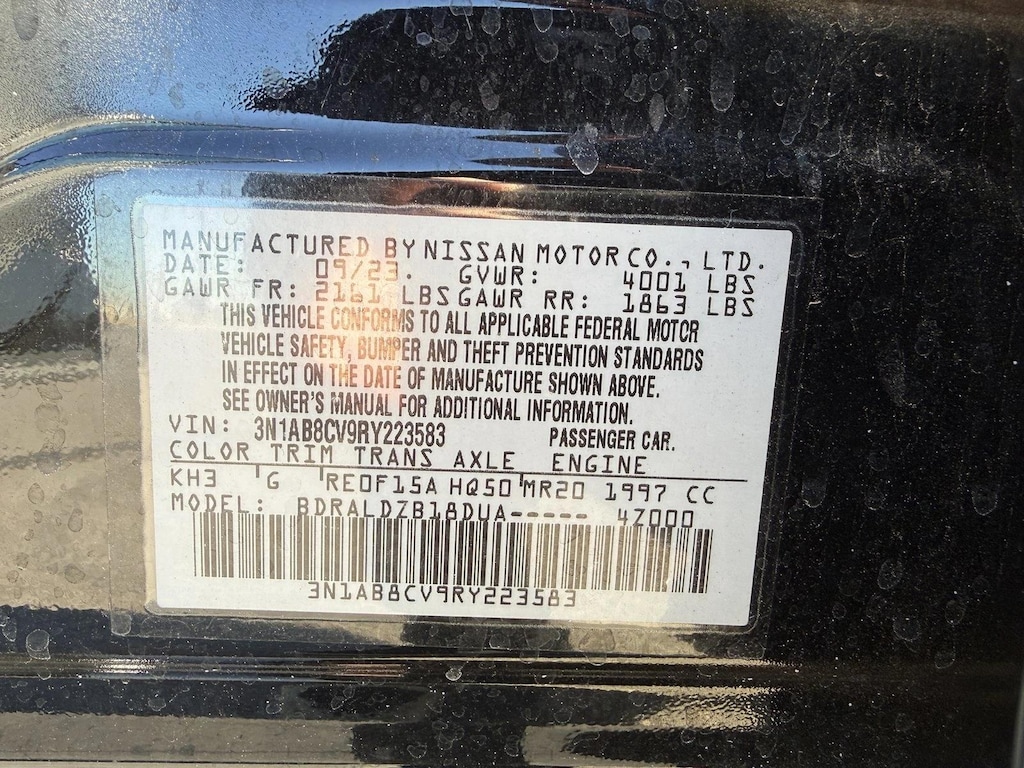 MANUFACTURED BY NISSAN MOTOR CO., LTD.
DATE: 09/23. GVWR: 4001 LBS
GAWR FR: 2161 LBS GAWR RR: 1863 LBS
THIS VEHICLE CONFORMS TO ALL APPLICABLE FEDERAL MOTOR
VEHICLE SAFETY, BUMPER AND THEFT PREVENTION STANDARDS
IN EFFECT ON THE DATE OF MANUFACTURE SHOWN ABOVE.
SEE OWNER'S MANUAL FOR ADDITIONAL INFORMATION.
VIN: 3N1AB8CV9RY223583 PASSENGER CAR.
COLOR TRIM TRANS AXLE ENGINE
KH3 G RE0F15A HQ50 MR20 1997 CC
MODEL: BDRALDZB18DUA----- 4Z000
3N1AB8CV9RY223583